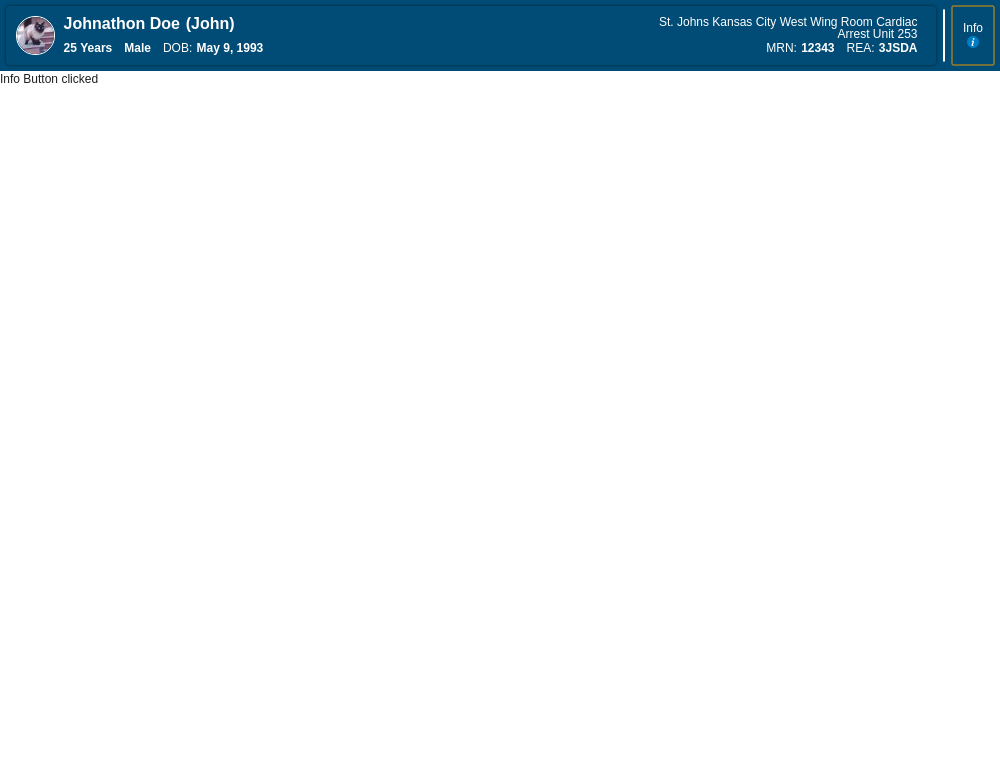 Johnathon Doe (John)
25 Years Male DOB: May 9, 1993
St. Johns Kansas City West Wing Room Cardiac
Arrest Unit 253
MRN: 12343 REA: 3JSDA
Info
i
Info Button clicked